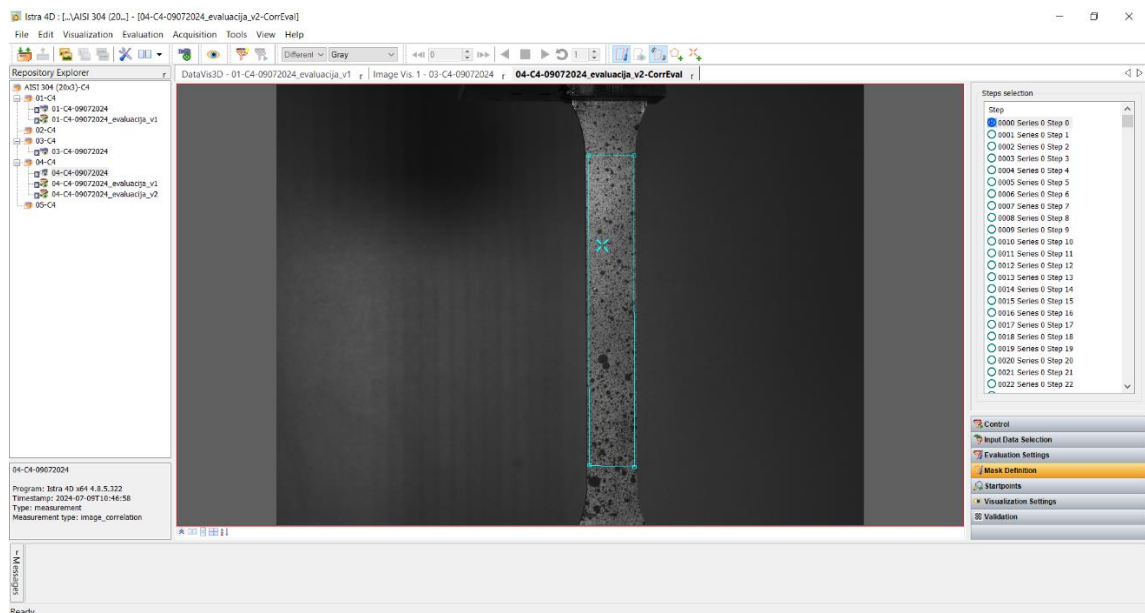 Istra 4D : [...\AISI 304 (20...] - [04-C4-09072024_evaluacija_v2-CorrEval]
File Edit Visualization Evaluation Acquisition Tools View Help
0 Different Gray 1
Repository Explorer
DataVis3D - 01-C4-09072024_evaluacija_v1 Image Vis. 1 - 03-C4-09072024 04-C4-09072024_evaluacija_v2-CorrEval
AISI 304 (20x3)-C4
01-C4
01-C4-09072024
01-C4-09072024_evaluacija_v1
02-C4
03-C4
03-C4-09072024
04-C4
04-C4-09072024
04-C4-09072024_evaluacija_v1
04-C4-09072024_evaluacija_v2
05-C4
04-C4-09072024
Program: Istra 4D x64 4.8.5.322
Timestamp: 2024-07-09T10:46:58
Type: measurement
Measurement type: image_correlation
Steps selection
Step
0000 Series 0 Step 0
0001 Series 0 Step 1
0002 Series 0 Step 2
0003 Series 0 Step 3
0004 Series 0 Step 4
0005 Series 0 Step 5
0006 Series 0 Step 6
0007 Series 0 Step 7
0008 Series 0 Step 8
0009 Series 0 Step 9
0010 Series 0 Step 10
0011 Series 0 Step 11
0012 Series 0 Step 12
0013 Series 0 Step 13
0014 Series 0 Step 14
0015 Series 0 Step 15
0016 Series 0 Step 16
0017 Series 0 Step 17
0018 Series 0 Step 18
0019 Series 0 Step 19
0020 Series 0 Step 20
0021 Series 0 Step 21
0022 Series 0 Step 22
Control
Input Data Selection
Evaluation Settings
Mask Definition
Startpoints
Visualization Settings
Validation
Messages
Ready